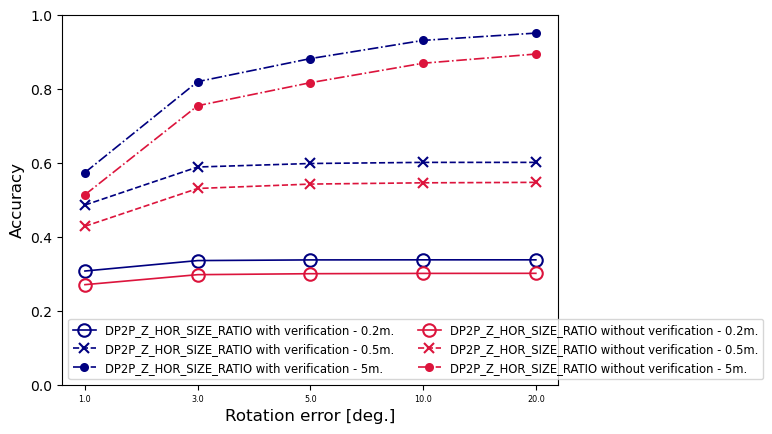 1.0
0.8
0.6
0.4
0.2
0.0
Accuracy
DP2P_Z_HOR_SIZE_RATIO with verification - 0.2m.
DP2P_Z_HOR_SIZE_RATIO with verification - 0.5m.
DP2P_Z_HOR_SIZE_RATIO with verification - 5m.
DP2P_Z_HOR_SIZE_RATIO without verification - 0.2m.
DP2P_Z_HOR_SIZE_RATIO without verification - 0.5m.
DP2P_Z_HOR_SIZE_RATIO without verification - 5m.
1.0 3.0 5.0 10.0 20.0
Rotation error [deg.]